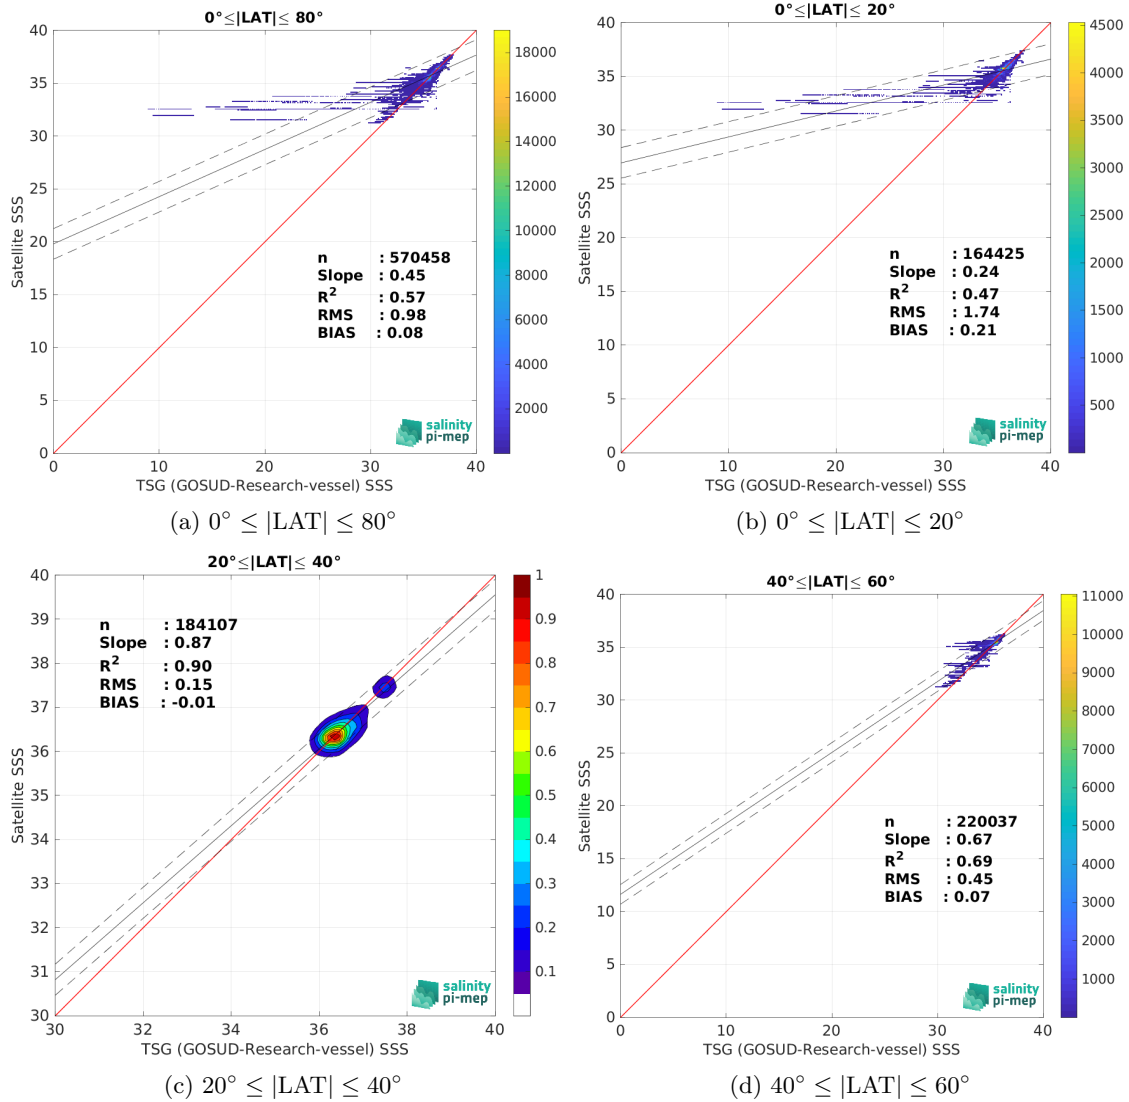 0°≤|LAT|≤ 80°
40
35
30
25
20
15
10
5
0
0
10
20
30
40
Satellite SSS
TSG (GOSUD-Research-vessel) SSS
n : 570458
Slope : 0.45
R² : 0.57
RMS : 0.98
BIAS : 0.08
salinity
pi-mep
18000
16000
14000
12000
10000
8000
6000
4000
2000
(a) 0° ≤ |LAT| ≤ 80°
0°≤|LAT|≤ 20°
40
35
30
25
20
15
10
5
0
0
10
20
30
40
Satellite SSS
TSG (GOSUD-Research-vessel) SSS
n : 164425
Slope : 0.24
R² : 0.47
RMS : 1.74
BIAS : 0.21
salinity
pi-mep
4500
4000
3500
3000
2500
2000
1500
1000
500
(b) 0° ≤ |LAT| ≤ 20°
20°≤|LAT|≤ 40°
40
39
38
37
36
35
34
33
32
31
30
30
32
34
36
38
40
Satellite SSS
TSG (GOSUD-Research-vessel) SSS
n : 184107
Slope : 0.87
R² : 0.90
RMS : 0.15
BIAS : -0.01
salinity
pi-mep
1
0.9
0.8
0.7
0.6
0.5
0.4
0.3
0.2
0.1
(c) 20° ≤ |LAT| ≤ 40°
40°≤|LAT|≤ 60°
40
35
30
25
20
15
10
5
0
0
10
20
30
40
Satellite SSS
TSG (GOSUD-Research-vessel) SSS
n : 220037
Slope : 0.67
R² : 0.69
RMS : 0.45
BIAS : 0.07
salinity
pi-mep
11000
10000
9000
8000
7000
6000
5000
4000
3000
2000
1000
(d) 40° ≤ |LAT| ≤ 60°